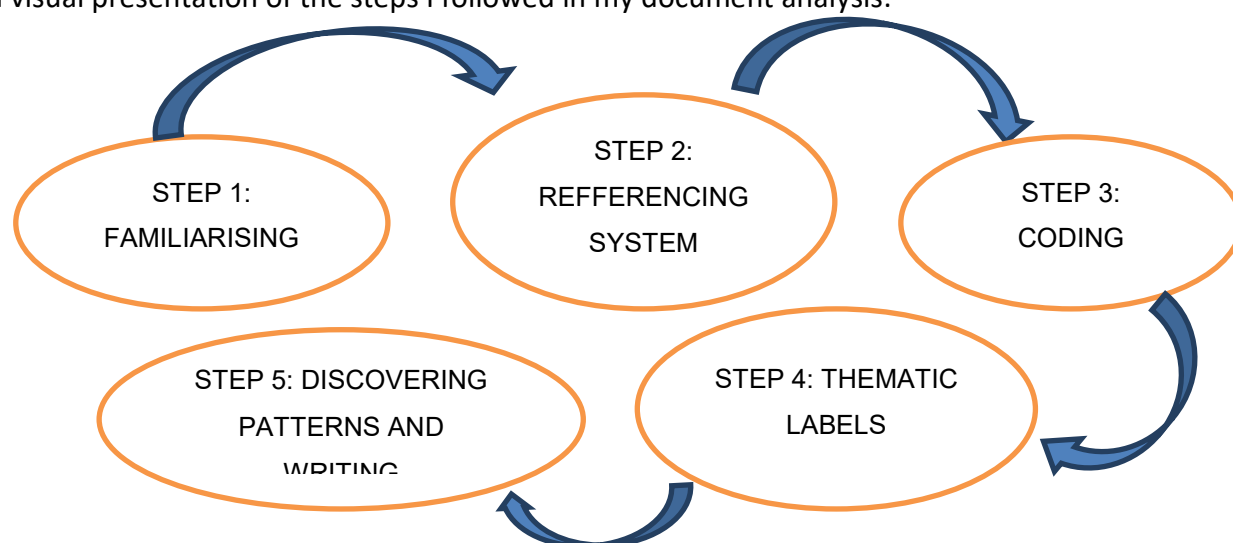 visual presentation of the steps I followed in my document analysis.
STEP 1:
FAMILIARISING
STEP 2:
REFFERENCING
SYSTEM
STEP 3:
CODING
STEP 4: THEMATIC
LABELS
STEP 5: DISCOVERING
PATTERNS AND
WRITING